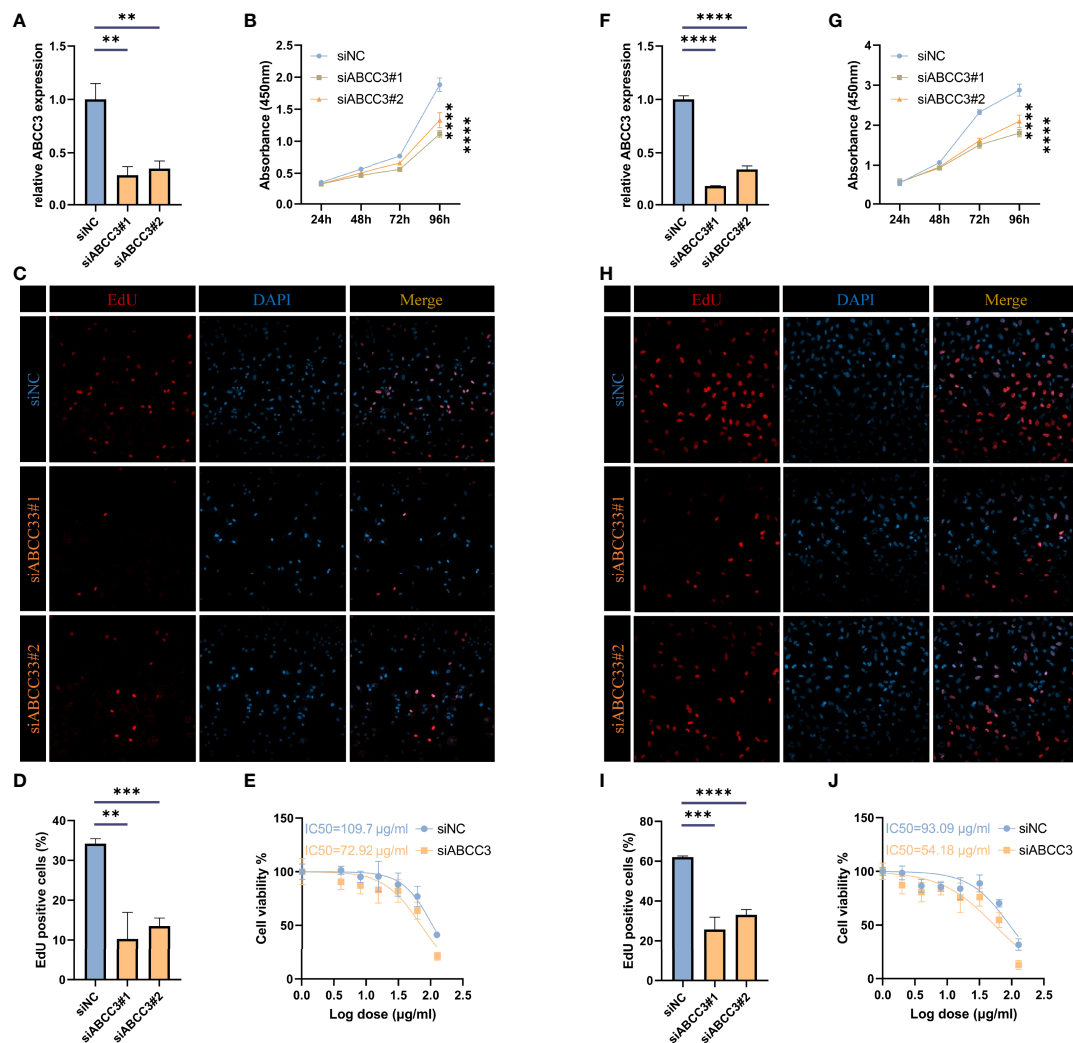 A
** 
**
relative ABCC3 expression
1.5
1.0
0.5
0.0
siNC
siABCC3#1
siABCC3#2
B
Absorbance (450nm)
2.5
2.0
1.5
1.0
0.5
0.0
24h
48h
72h
96h
siNC
siABCC3#1
siABCC3#2
****
****
F
****
****
relative ABCC3 expression
1.5
1.0
0.5
0.0
siNC
siABCC3#1
siABCC3#2
G
Absorbance (450nm)
4
3
2
1
0
24h
48h
72h
96h
siNC
siABCC3#1
siABCC3#2
****
****
C
EdU
DAPI
Merge
siNC
siABCC33#1
siABCC33#2
H
EdU
DAPI
Merge
siNC
siABCC33#1
siABCC33#2
D
***
**
EdU positive cells (%)
40
30
20
10
0
siNC
siABCC3#1
siABCC3#2
E
Cell viability %
150
100
50
0
0.0
0.5
1.0
1.5
2.0
2.5
Log dose (μg/ml)
IC50=109.7 μg/ml
IC50=72.92 μg/ml
siNC
siABCC3
I
****
***
EdU positive cells (%)
80
60
40
20
0
siNC
siABCC3#1
siABCC3#2
J
Cell viability %
150
100
50
0
0.0
0.5
1.0
1.5
2.0
2.5
Log dose (μg/ml)
IC50=93.09 μg/ml
IC50=54.18 μg/ml
siNC
siABCC3